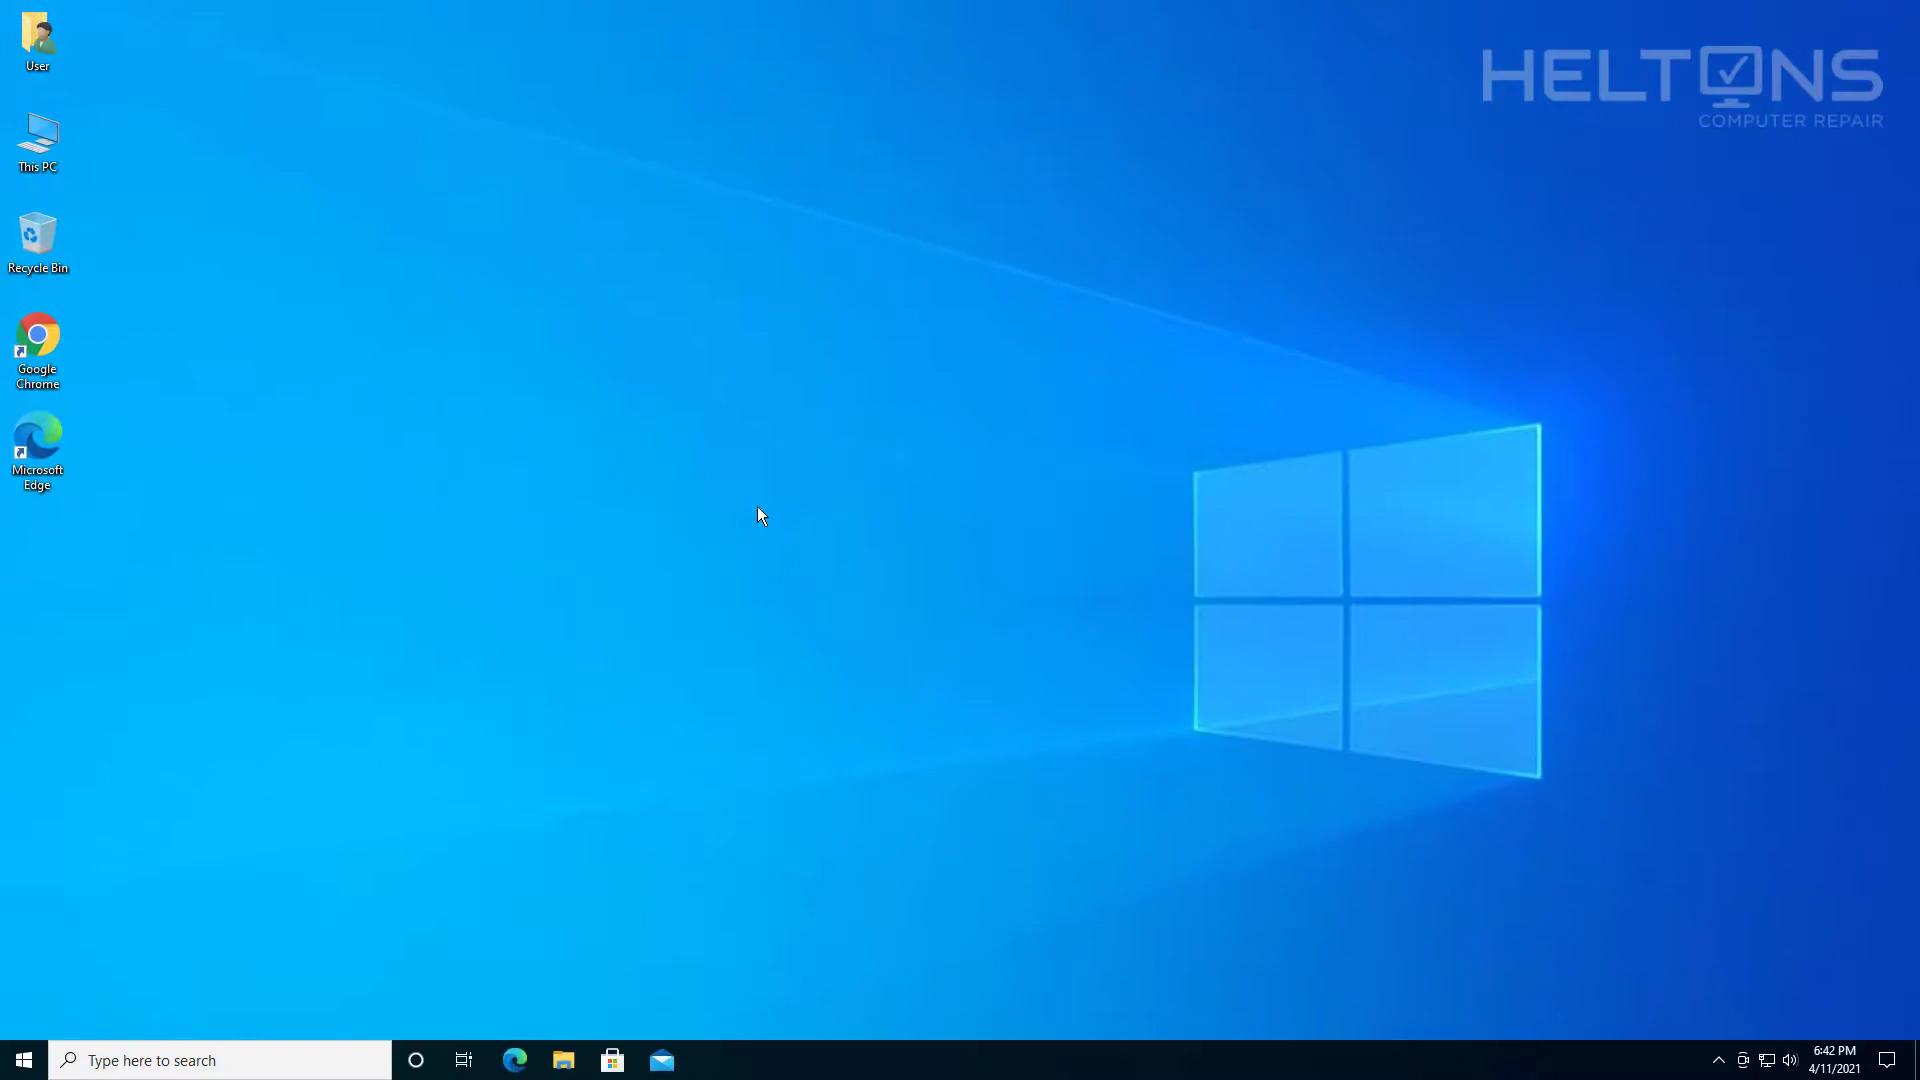 User
HELTONS
COMPUTER REPAIR
This PC
Recycle Bin
Google
Chrome
Microsoft
Edge
Type here to search
6:42 PM
4/11/2021